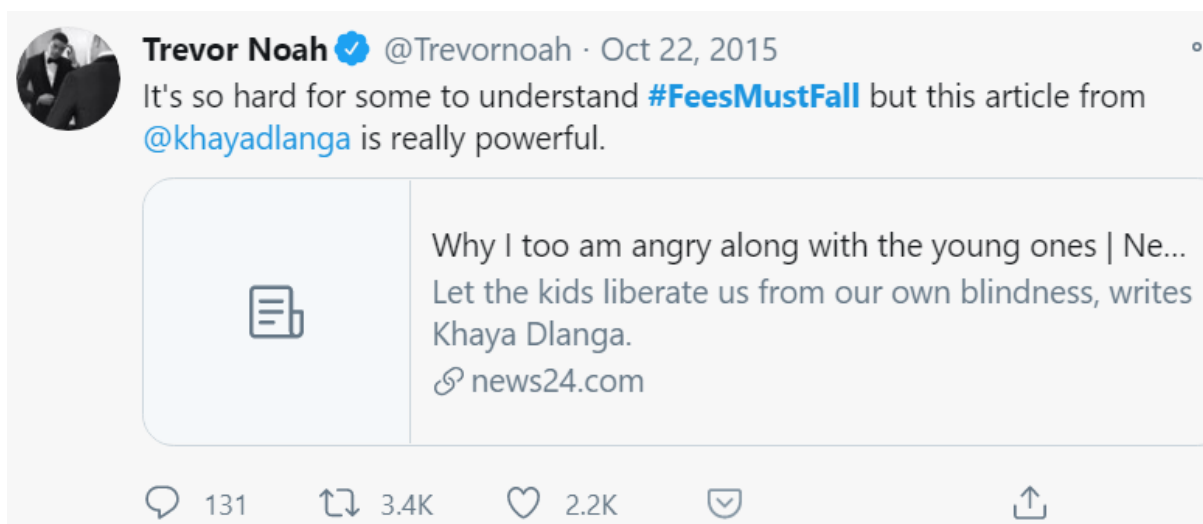 Trevor Noah @Trevornoah · Oct 22, 2015
It's so hard for some to understand #FeesMustFall but this article from
@khayadlanga is really powerful.
Why I too am angry along with the young ones | Ne...
Let the kids liberate us from our own blindness, writes
Khaya Dlanga.
news24.com
131 3.4K 2.2K